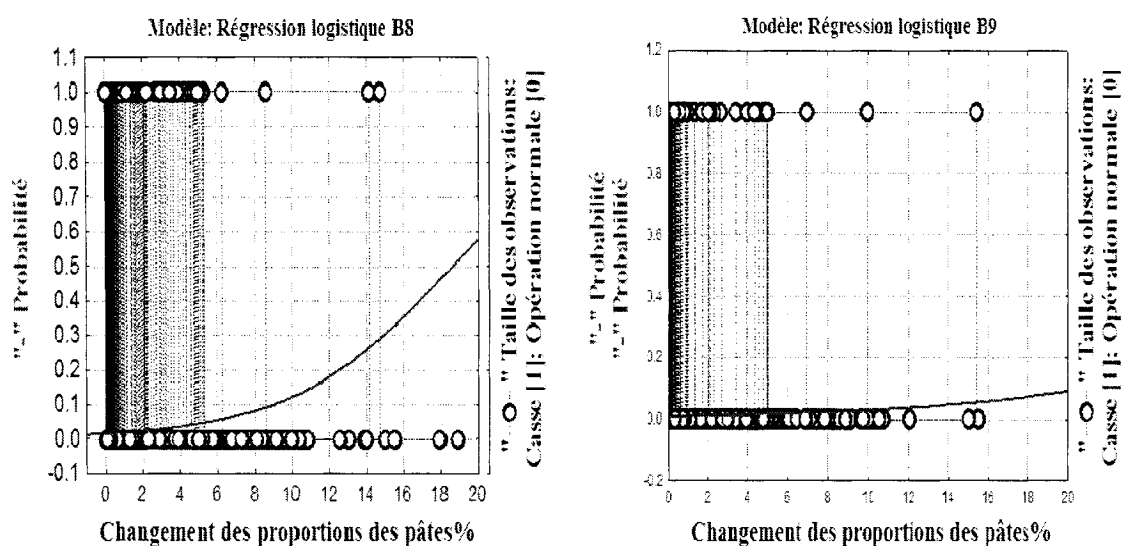 Modèle: Régression logistique B8
1.1
1.0
0.9
0.8
0.7
0.6
0.5
0.4
0.3
0.2
0.1
0.0
-0.1
0 2 4 6 8 10 12 14 16 18 20
Changement des proportions des pâtes%
"-" Probabilité
"o" Taille des observations:
Casse [1]; Opération normale [0]
Modèle: Régression logistique B9
1.2
1.0
0.8
0.6
0.4
0.2
0.0
-0.2
0 2 4 6 8 10 12 14 16 18 20
Changement des proportions des pâtes%
"-" Probabilité
"-" Probabilité
"o" Taille des observations:
Casse [1]; Opération normale [0]